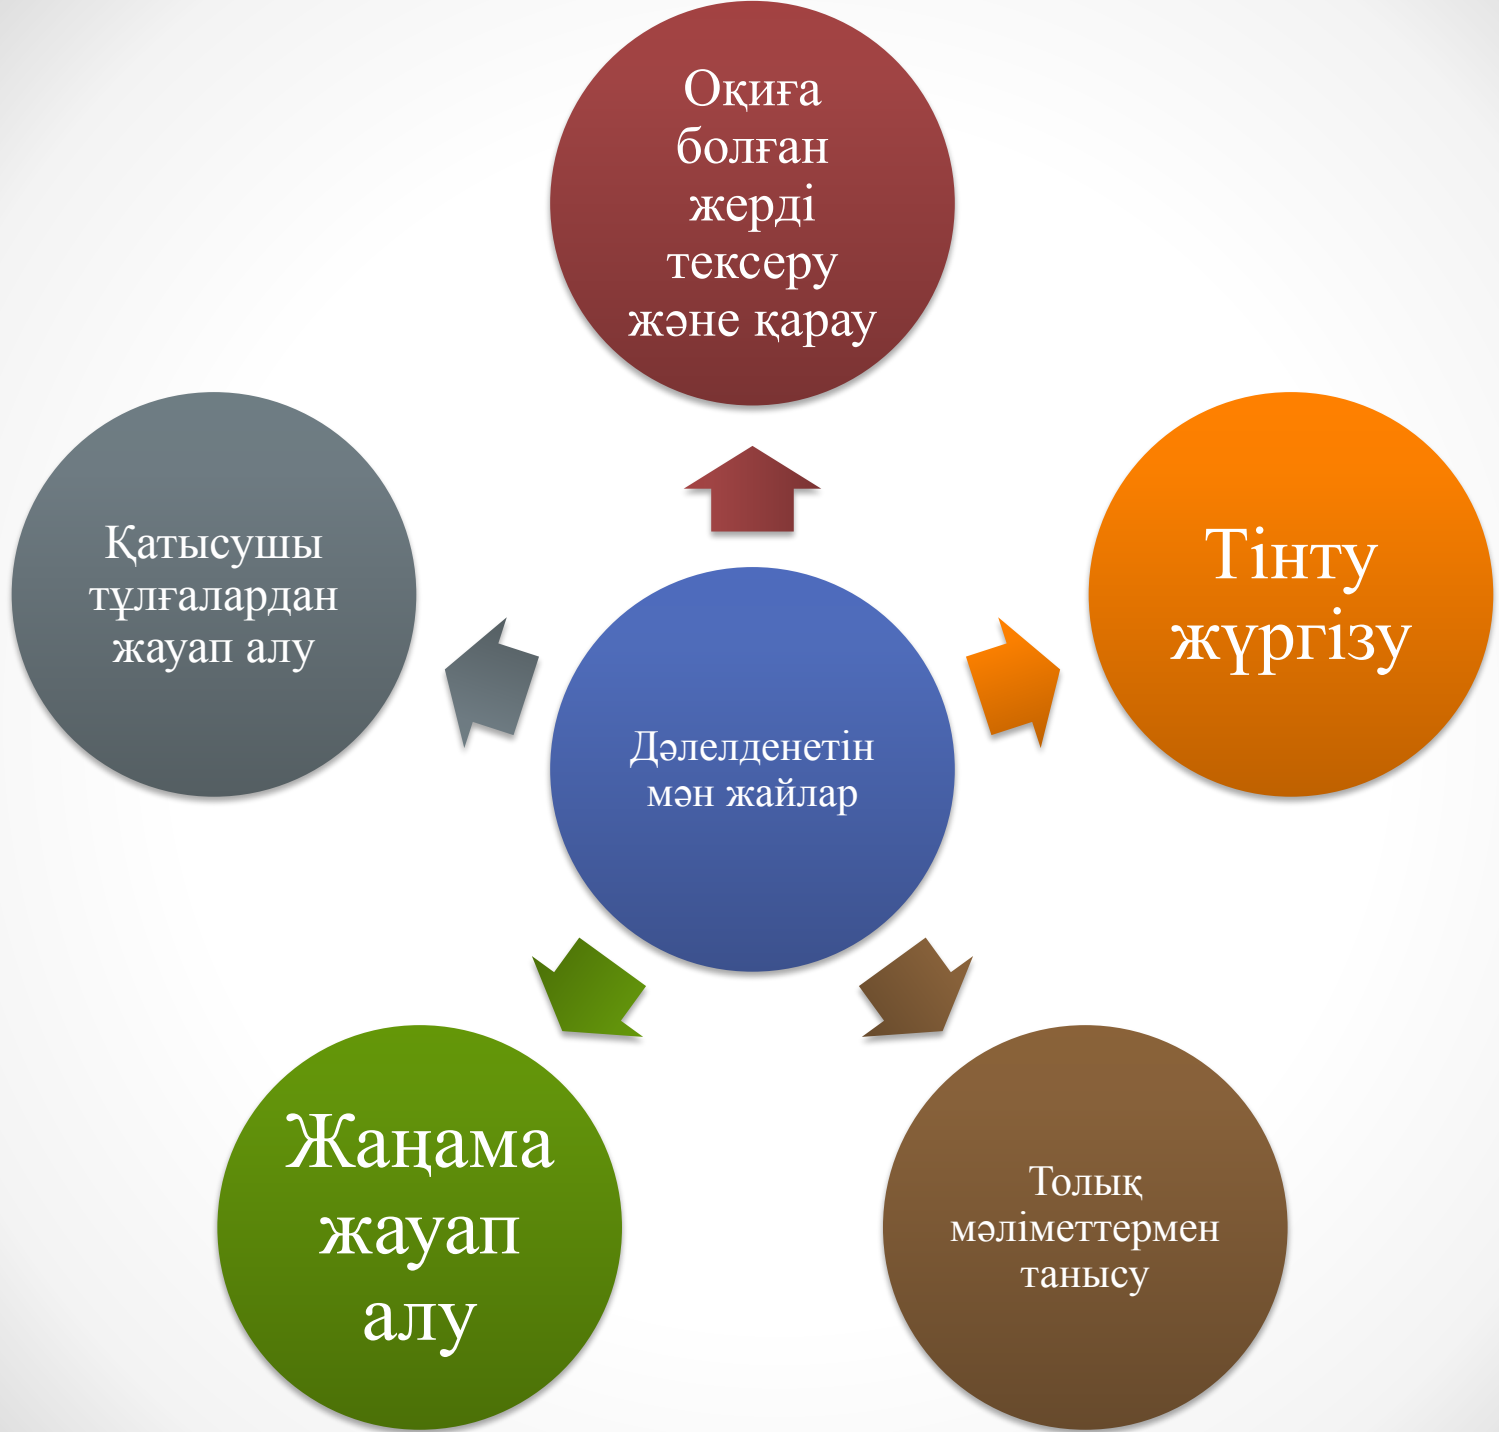 Оқиға
болған
жерді
тексеру
және қарау
Қатысушы
тұлғалардан
жауап алу
Тінту
жүргізу
Дәлелденетін
мән жайлар
Жаңама
жауап
алу
Толық
мәліметтермен
танысу